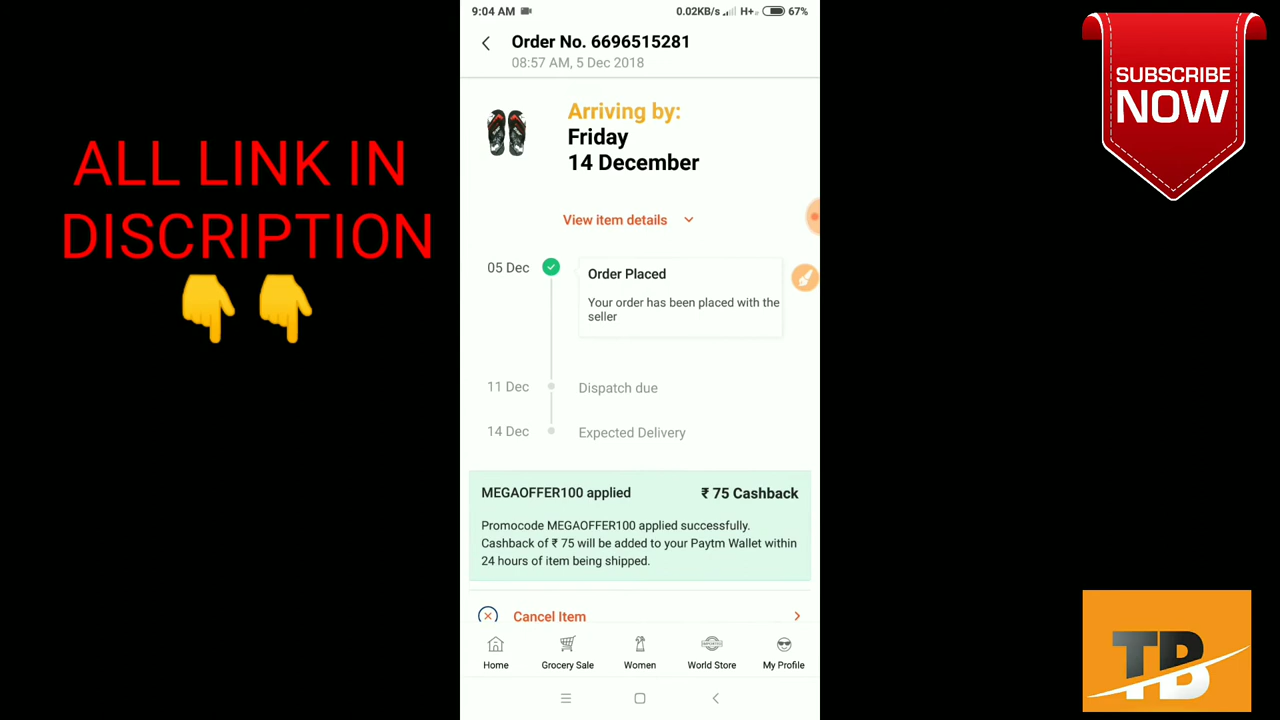 9:04 AM
0.02KB/s
H+
67%
Order No. 6696515281
08:57 AM, 5 Dec 2018
SUBSCRIBE
NOW
ALL LINK IN
DISCRIPTION
Arriving by:
Friday
14 December
View item details
05 Dec
Order Placed
Your order has been placed with the
seller
11 Dec
Dispatch due
14 Dec
Expected Delivery
MEGAOFFER100 applied
₹ 75 Cashback
Promocode MEGAOFFER100 applied successfully.
Cashback of ₹ 75 will be added to your Paytm Wallet within
24 hours of item being shipped.
Cancel Item
Home
Grocery Sale
Women
World Store
My Profile
TB